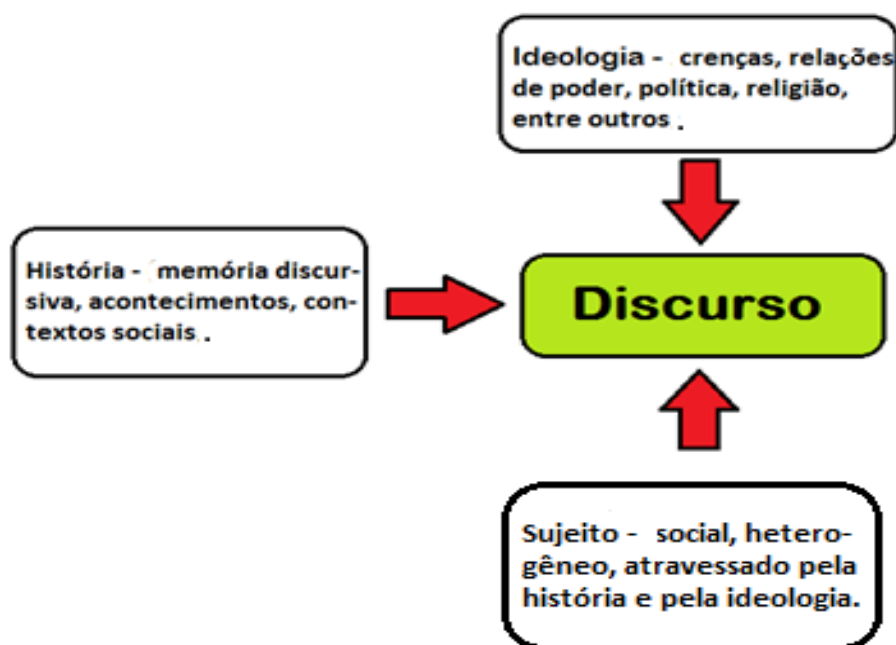 Ideologia - crenças, relações
de poder, política, religião,
entre outros .
História - memória discur-
siva, acontecimentos, con-
textos sociais .
Discurso
Sujeito - social, hetero-
gêneo, atravessado pela
história e pela ideologia.